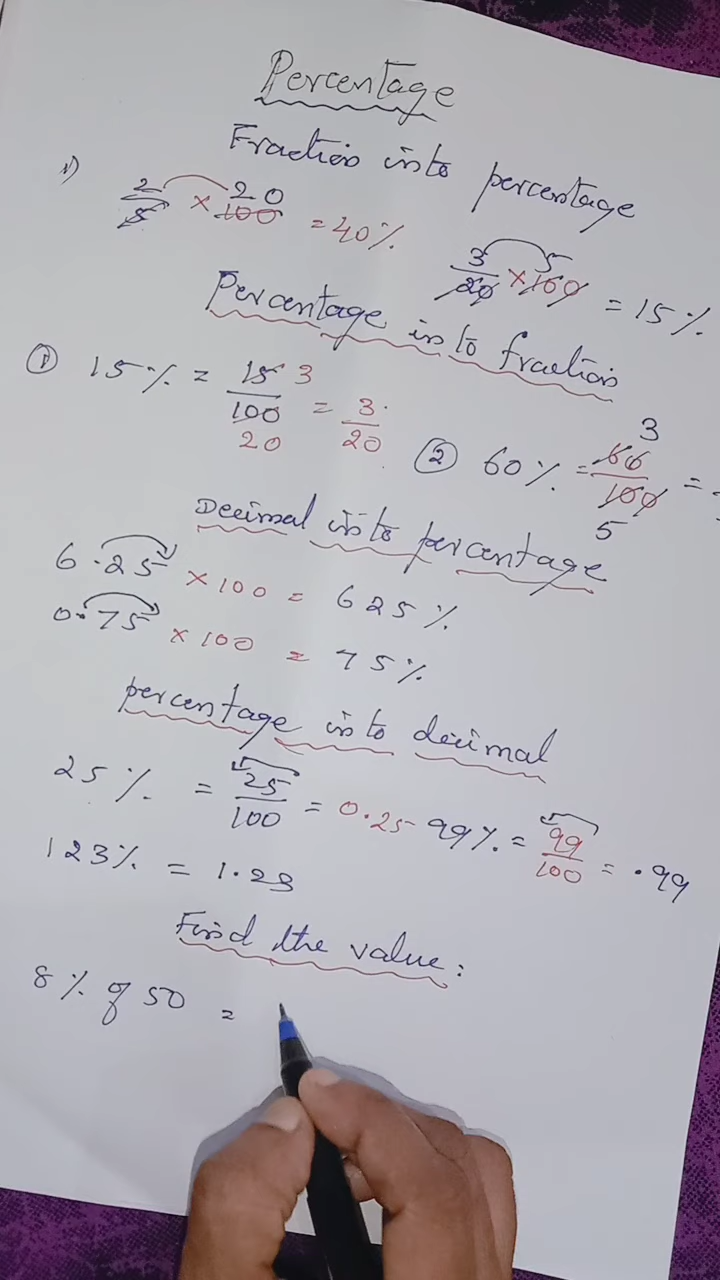 Percentage
Fraction into percentage
1) 2/5 × 100 20 = 40%
3/20 × 100 5 = 15%
Percentage into fraction
① 15% = 15/100 3 20 = 3/20
② 60% = 60/100 3 5 =
Decimal into percentage
6.25 × 100 = 625%
0.75 × 100 = 75%
percentage into decimal
25% = 25/100 = 0.25
99% = 99/100 = .99
123% = 1.23
Find the value:
8% of 50 =